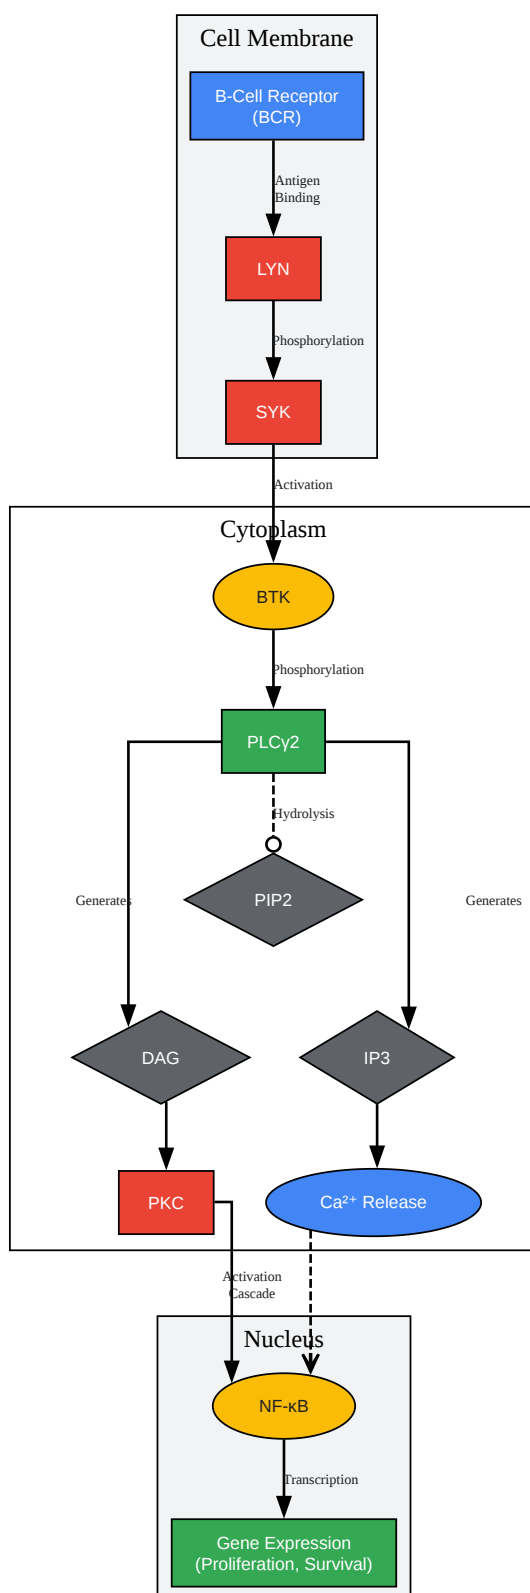 Cell Membrane
B-Cell Receptor
(BCR)
Antigen
Binding
LYN
Phosphorylation
SYK
Activation
Cytoplasm
BTK
Phosphorylation
PLCγ2
Hydrolysis
PIP2
Generates
Generates
DAG
IP3
PKC
Ca²⁺ Release
Activation
Cascade
Nucleus
NF-κB
Transcription
Gene Expression
(Proliferation, Survival)